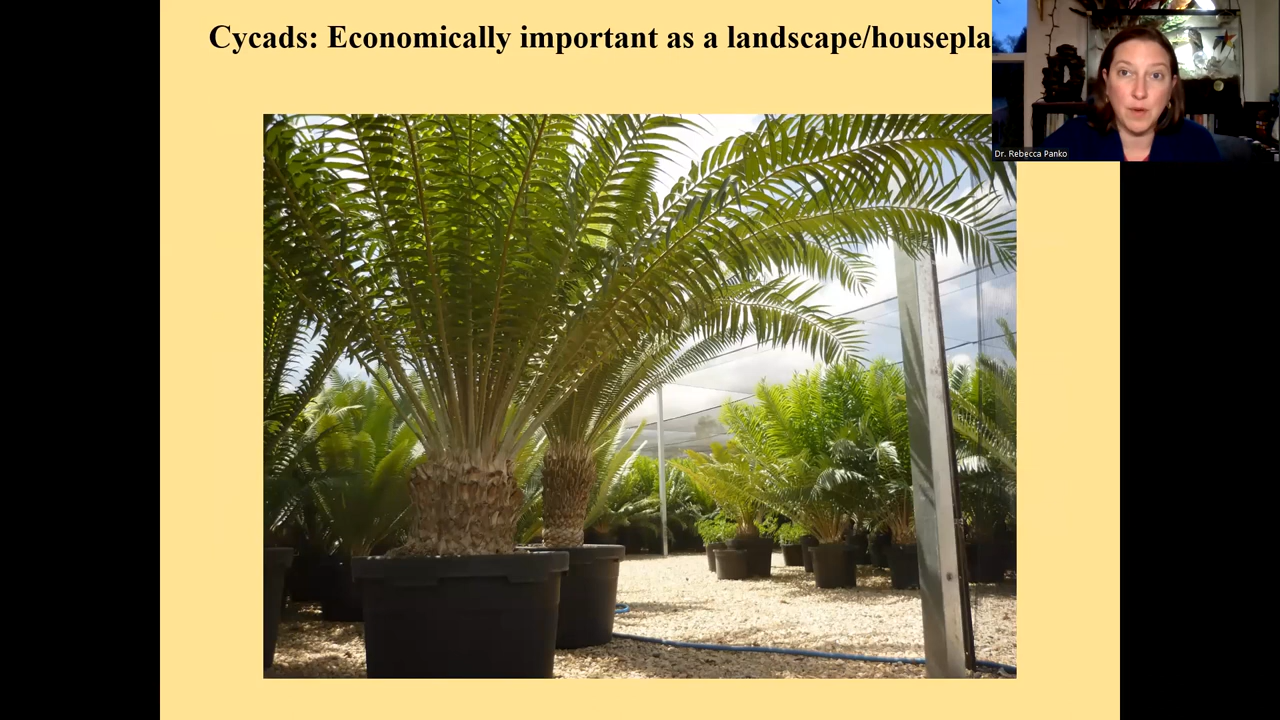 Cycads: Economically important as a landscape/housepla
Dr. Rebecca Panko